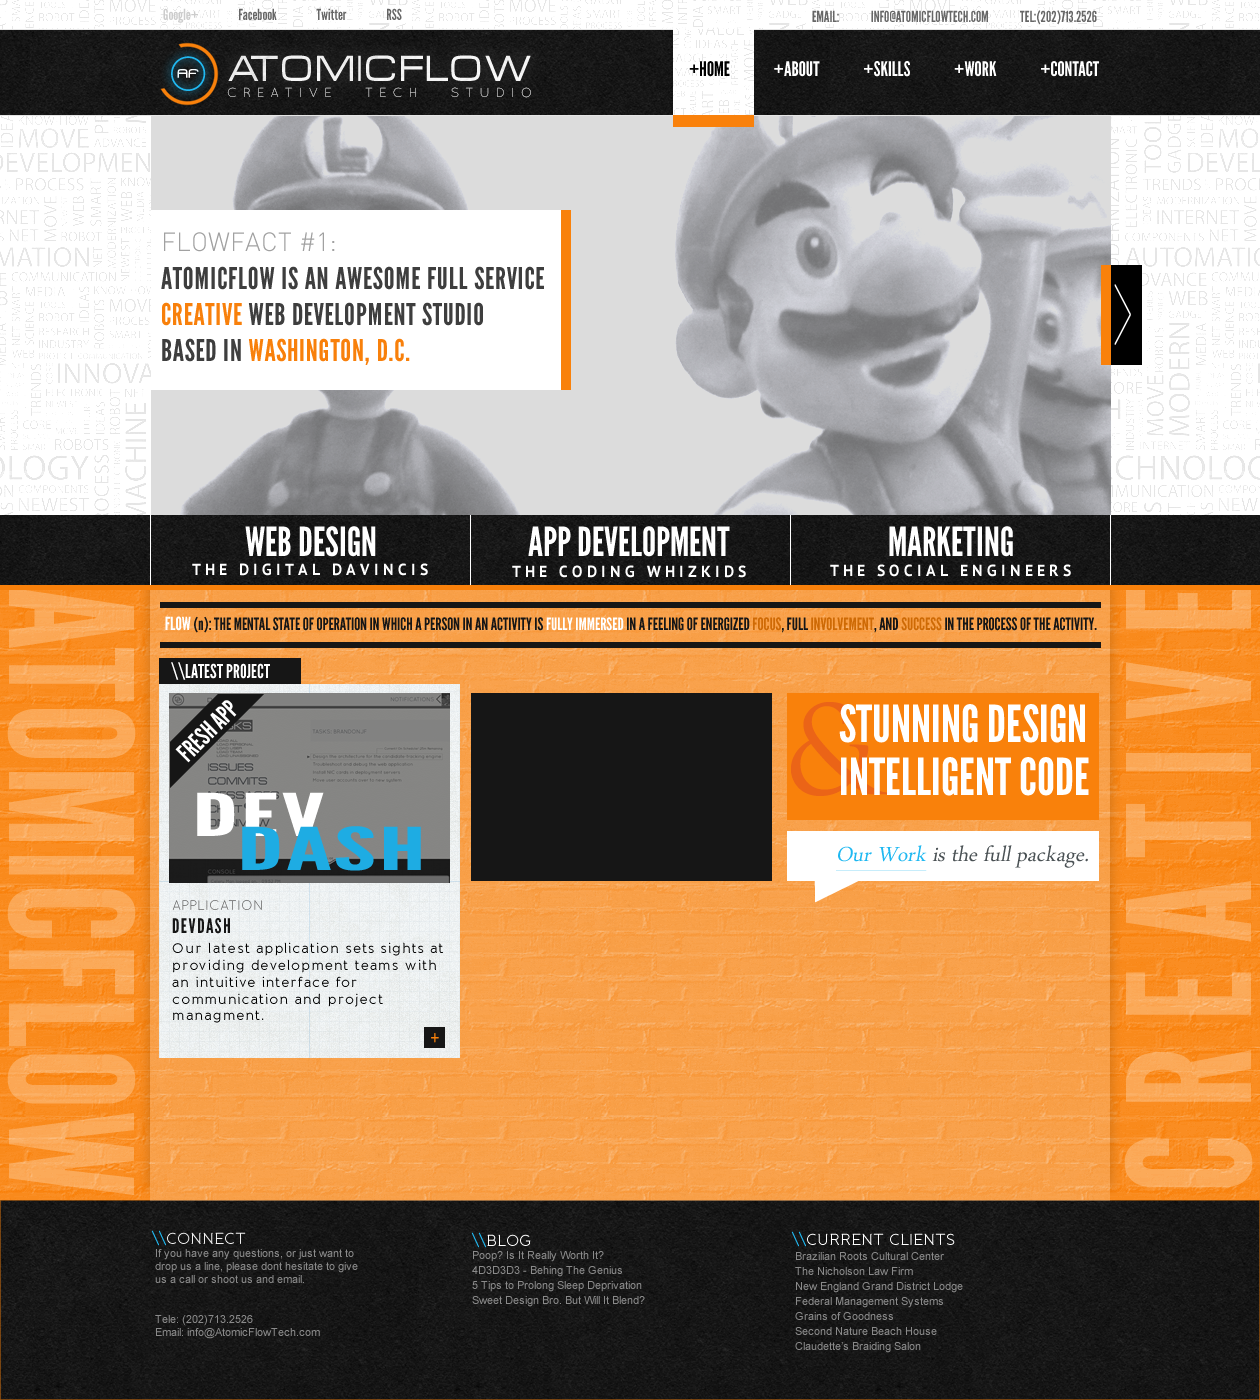 Google+ Facebook Twitter RSS
EMAIL: INFO@ATOMICFLOWTECH.COM TEL:(202)713.2526
AF
ATOMICFLOW
CREATIVE TECH STUDIO
+HOME +ABOUT +SKILLS +WORK +CONTACT
FLOWFACT #1:
ATOMICFLOW IS AN AWESOME FULL SERVICE
CREATIVE WEB DEVELOPMENT STUDIO
BASED IN WASHINGTON, D.C.
WEB DESIGN
THE DIGITAL DAVINCIS
APP DEVELOPMENT
THE CODING WHIZKIDS
MARKETING
THE SOCIAL ENGINEERS
FLOW (n): THE MENTAL STATE OF OPERATION IN WHICH A PERSON IN AN ACTIVITY IS FULLY IMMERSED IN A FEELING OF ENERGIZED FOCUS, FULL INVOLVEMENT, AND SUCCESS IN THE PROCESS OF THE ACTIVITY.
ATOMICFLOW
CREATIVE
\\LATEST PROJECT
FRESH APP
NOTIFICATIONS
ISSUES
COMMITS
DEV
DASH
CONSOLE
APPLICATION
DEVDASH
Our latest application sets sights at
providing development teams with
an intuitive interface for
communication and project
managment.
+
&
STUNNING DESIGN
INTELLIGENT CODE
Our Work is the full package.
\\CONNECT
If you have any questions, or just want to
drop us a line, please dont hesitate to give
us a call or shoot us and email.
Tele: (202)713.2526
Email: info@AtomicFlowTech.com
\\BLOG
Poop? Is It Really Worth It?
4D3D3D3 - Behing The Genius
5 Tips to Prolong Sleep Deprivation
Sweet Design Bro. But Will It Blend?
\\CURRENT CLIENTS
Brazilian Roots Cultural Center
The Nicholson Law Firm
New England Grand District Lodge
Federal Management Systems
Grains of Goodness
Second Nature Beach House
Claudette's Braiding Salon